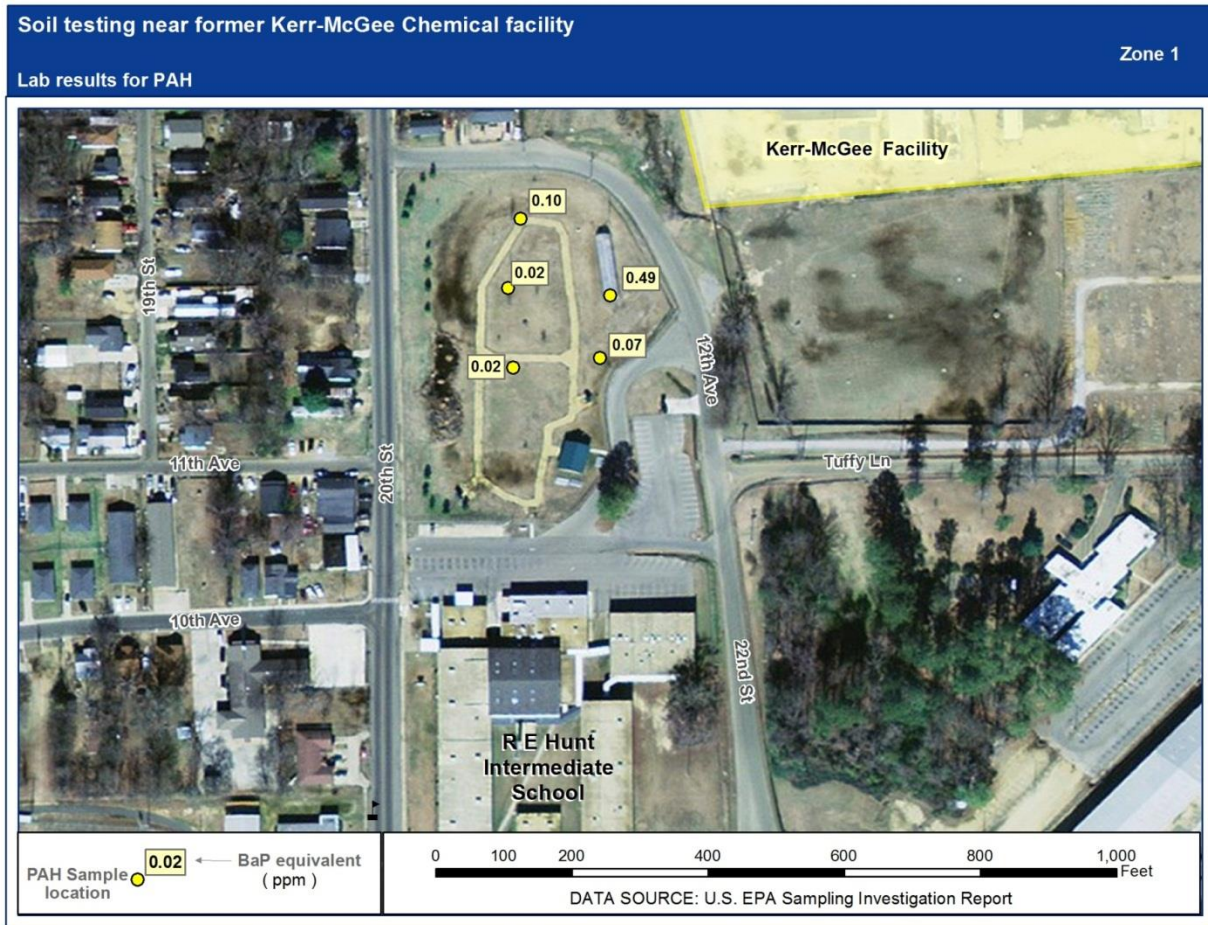 Soil testing near former Kerr-McGee Chemical facility
Zone 1
Lab results for PAH
Kerr-McGee Facility
0.10
0.02
0.49
0.07
0.02
19th St
12th Ave
20th St
11th Ave
Tuffy Ln
10th Ave
22nd St
R E Hunt
Intermediate
School
0.02
BaP equivalent
( ppm )
PAH Sample
location
0 100 200 400 600 800 1,000
Feet
DATA SOURCE: U.S. EPA Sampling Investigation Report